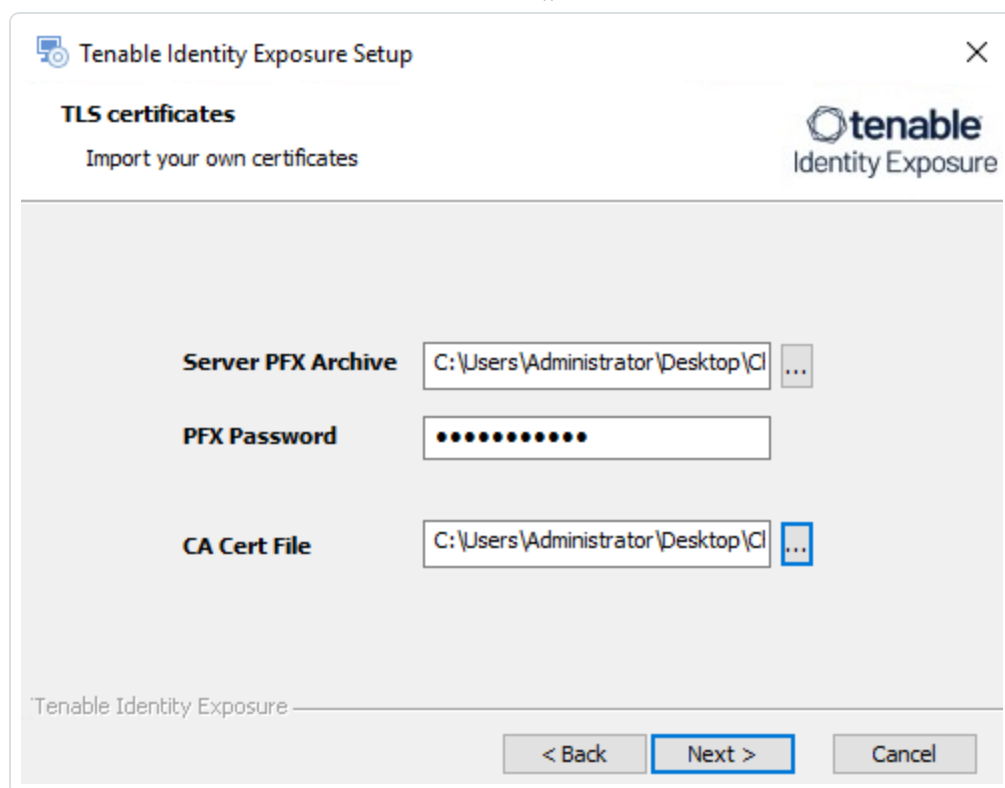 Tenable Identity Exposure Setup
TLS certificates
Import your own certificates
tenable
Identity Exposure
Server PFX Archive
C:\Users\Administrator\Desktop\Cl
...
PFX Password
•••••••••••
CA Cert File
C:\Users\Administrator\Desktop\Cl
...
Tenable Identity Exposure
< Back
Next >
Cancel